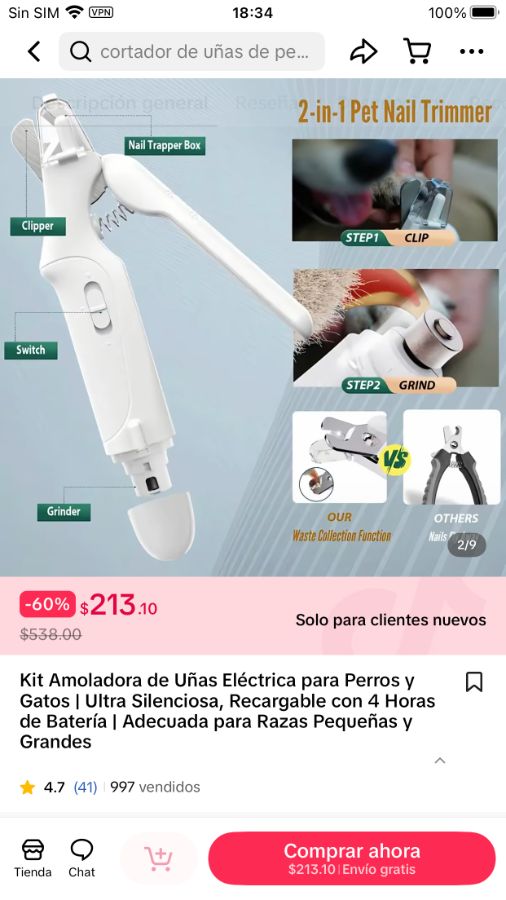 Sin SIM VPN 18:34 100%
cortador de uñas de pe...
Descripción general Reseña
2-in-1 Pet Nail Trimmer
Nail Trapper Box
Clipper
STEP1 CLIP
Switch
STEP2 GRIND
VS
Grinder
OUR OTHERS
Waste Collection Function Nails
2/9
-60% $213.10
$538.00
Solo para clientes nuevos
Kit Amoladora de Uñas Eléctrica para Perros y
Gatos | Ultra Silenciosa, Recargable con 4 Horas
de Batería | Adecuada para Razas Pequeñas y
Grandes
4.7 (41) 997 vendidos
Tienda Chat
Comprar ahora
$213.10 | Envío gratis